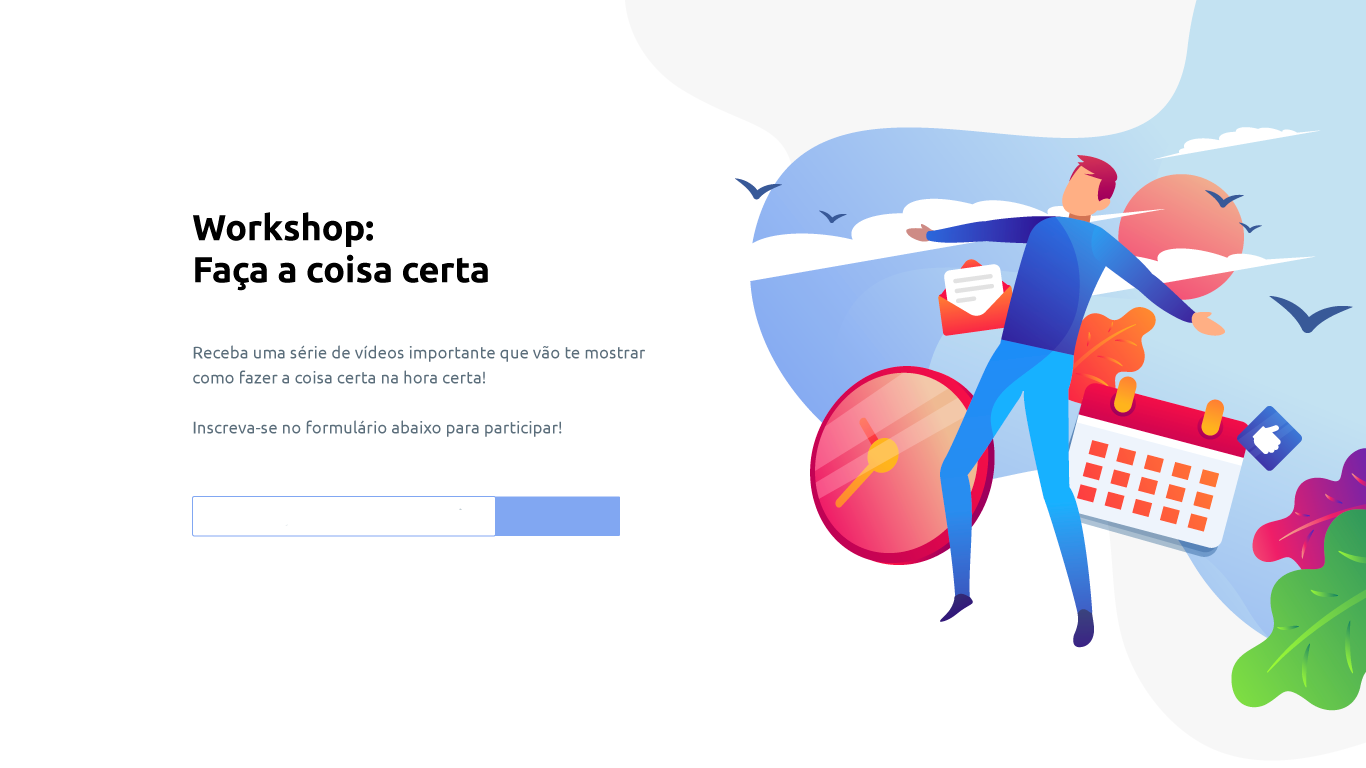 Workshop:
Faça a coisa certa
Receba uma série de vídeos importante que vão te mostrar
como fazer a coisa certa na hora certa!
Inscreva-se no formulário abaixo para participar!